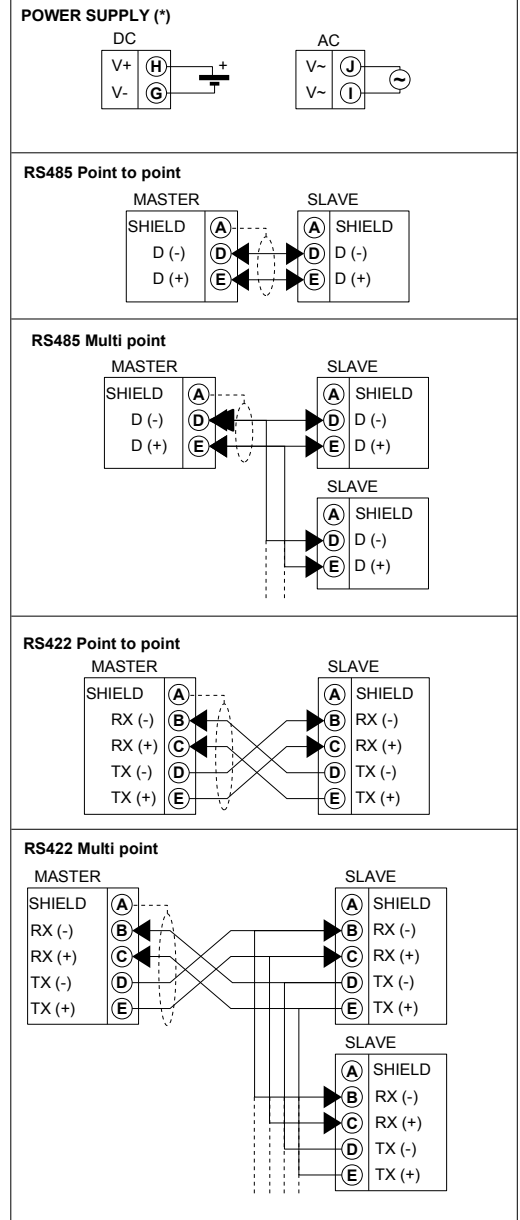 POWER SUPPLY (*)
DC AC
V+ H + V~ J
V- G V~ I ~
RS485 Point to point
MASTER SLAVE
SHIELD A A SHIELD
D (-) D D D (-)
D (+) E E D (+)
RS485 Multi point
MASTER SLAVE
SHIELD A A SHIELD
D (-) D D D (-)
D (+) E E D (+)
SLAVE
A SHIELD
D D (-)
E D (+)
RS422 Point to point
MASTER SLAVE
SHIELD A A SHIELD
RX (-) B B RX (-)
RX (+) C C RX (+)
TX (-) D D TX (-)
TX (+) E E TX (+)
RS422 Multi point
MASTER SLAVE
SHIELD A A SHIELD
RX (-) B B RX (-)
RX (+) C C RX (+)
TX (-) D D TX (-)
TX (+) E E TX (+)
SLAVE
A SHIELD
B RX (-)
C RX (+)
D TX (-)
E TX (+)